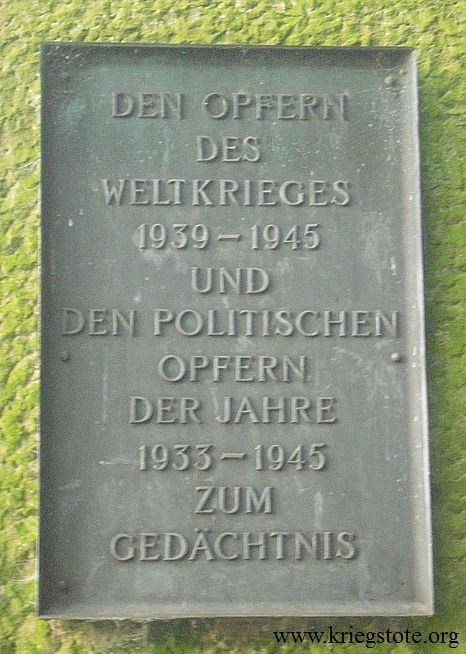 DEN OPFERN
DES
WELTKRIEGES
1939 – 1945
UND
DEN POLITISCHEN
OPFERN
DER JAHRE
1933 – 1945
ZUM
GEDÄCHTNIS
www.kriegstote.org